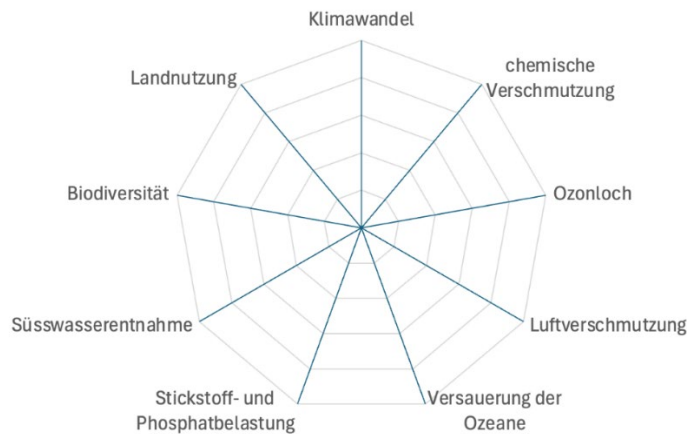 Klimawandel
chemische
Verschmutzung
Landnutzung
Biodiversität
Ozonloch
Süsswasserentnahme
Luftverschmutzung
Stickstoff- und
Phosphatbelastung
Versauerung der
Ozeane